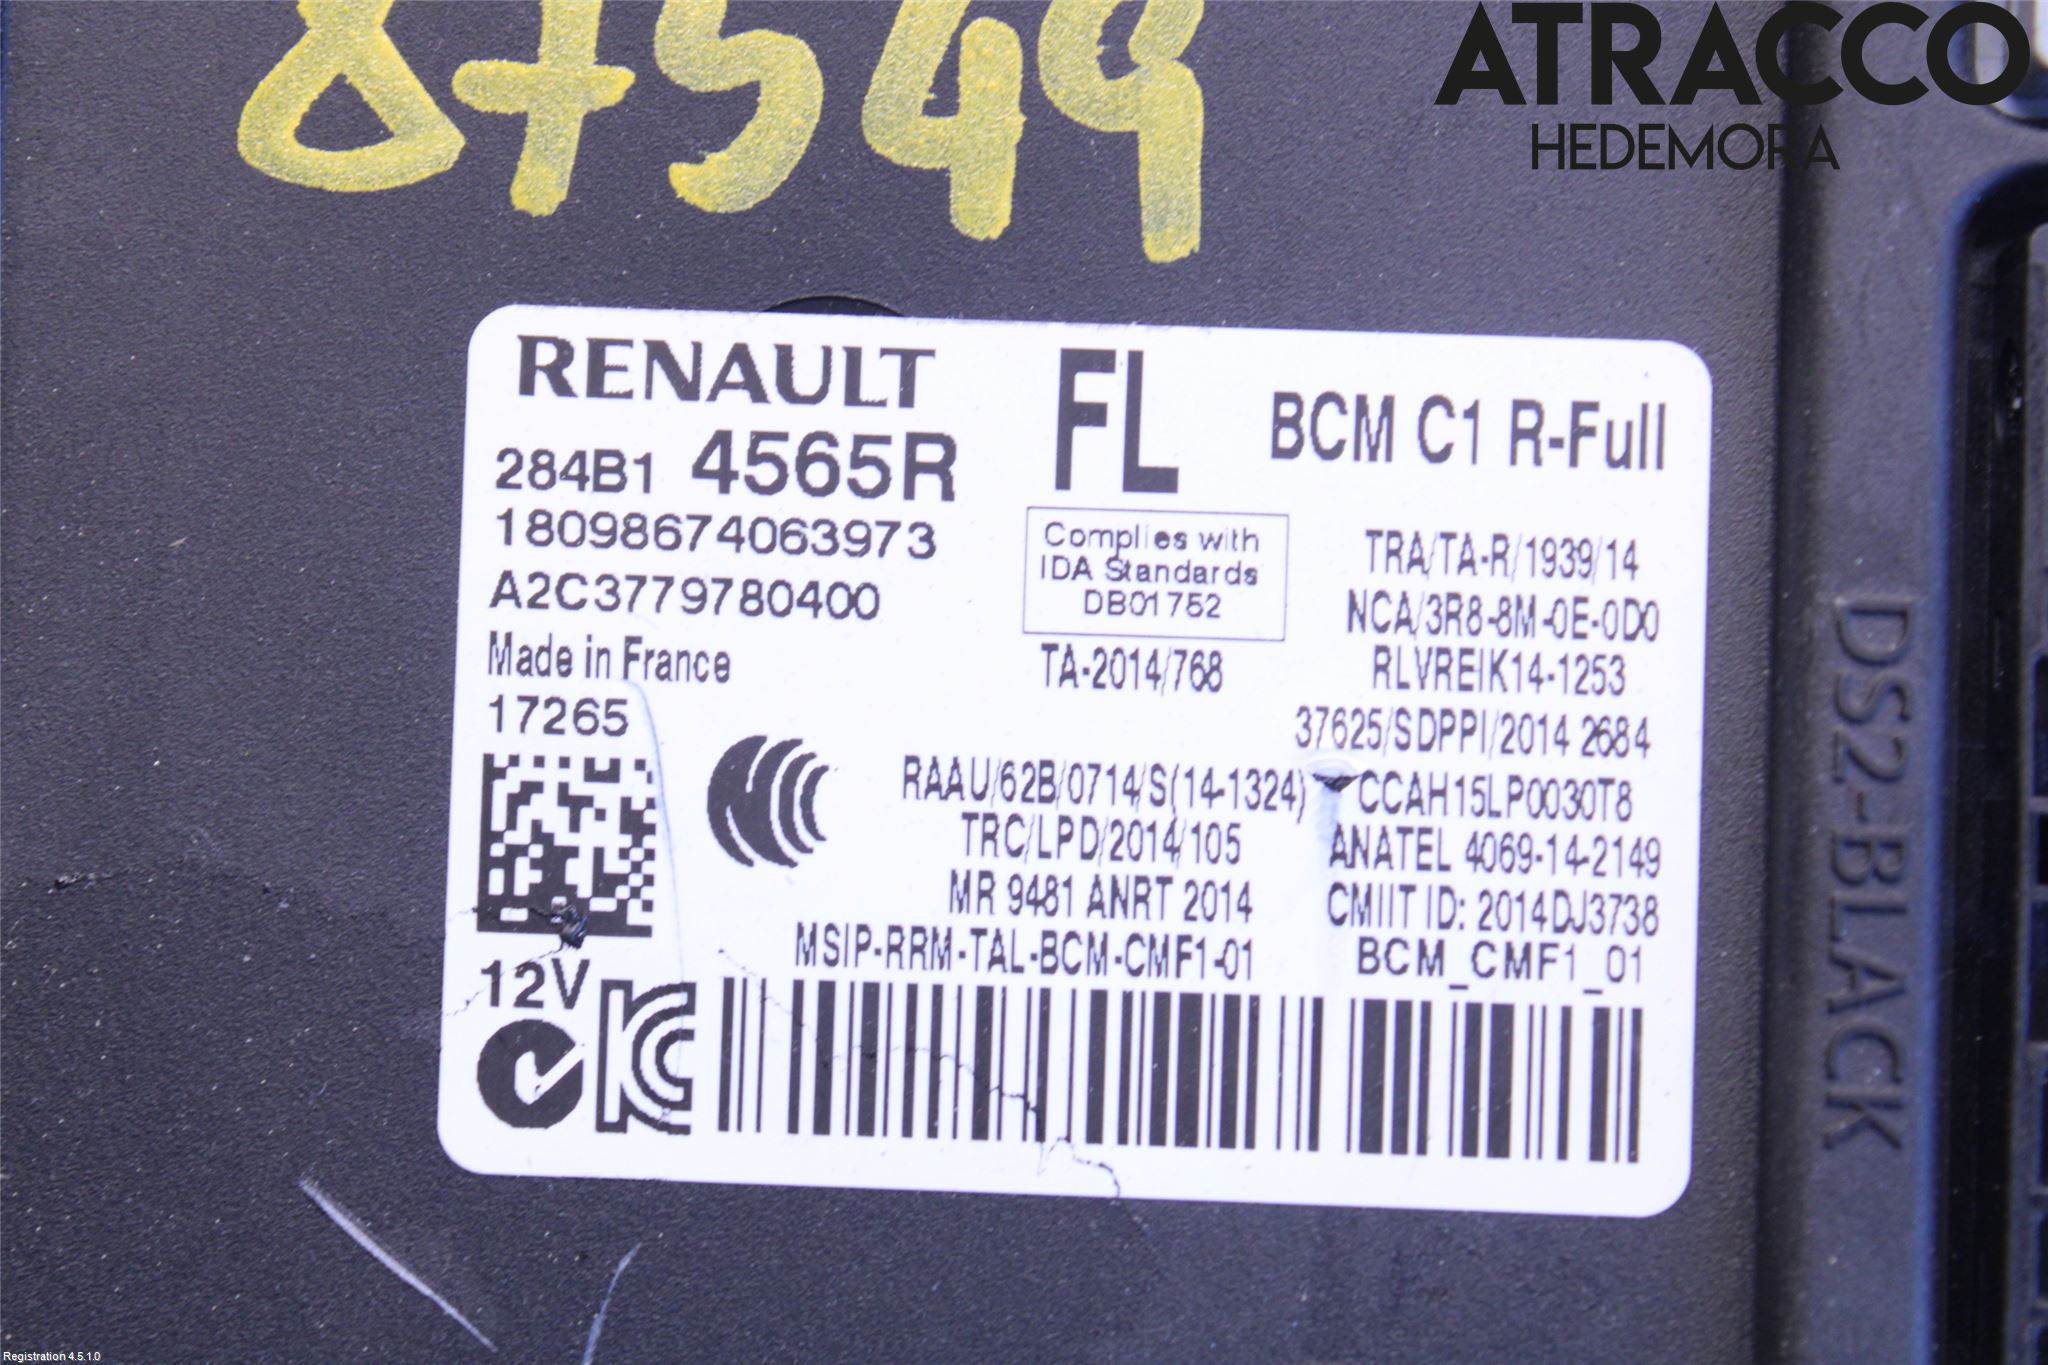 87549
ATRACCO
HEDEMORA
RENAULT
FL
BCM C1 R-Full
284B1 4565R
18098674063973
A2C3779780400
Made in France
17265
Complies with
IDA Standards
DB01752
TA-2014/768
TRA/TA-R/1939/14
NCA/3R8-8M-0E-0D0
RLVREIK14-1253
37625/SDPPI/2014 2684
RAAU/62B/0714/S(14-1324)
CCAH15LP0030T8
TRC/LPD/2014/105
ANATEL 4069-14-2149
MR 9481 ANRT 2014
CMIIT ID: 2014DJ3738
MSIP-RRM-TAL-BCM-CMF1-01
BCM_CMF1_01
12V
DS2-BLACK
Registration 4.5.1.0